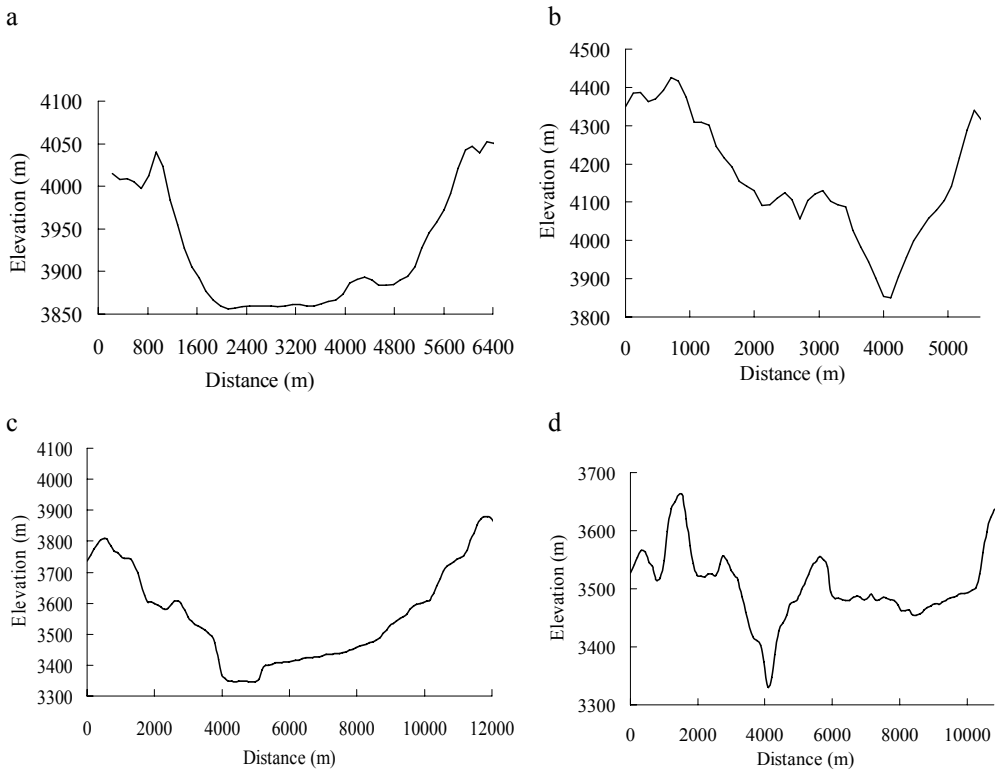 a
4100
4050
4000
3950
3900
3850
Elevation (m)
0 800 1600 2400 3200 4000 4800 5600 6400
Distance (m)
b
4500
4400
4300
4200
4100
4000
3900
3800
Elevation (m)
0 1000 2000 3000 4000 5000
Distance (m)
c
4100
4000
3900
3800
3700
3600
3500
3400
3300
Elevation (m)
0 2000 4000 6000 8000 10000 12000
Distance (m)
d
3700
3600
3500
3400
3300
Elevation (m)
0 2000 4000 6000 8000 10000
Distance (m)